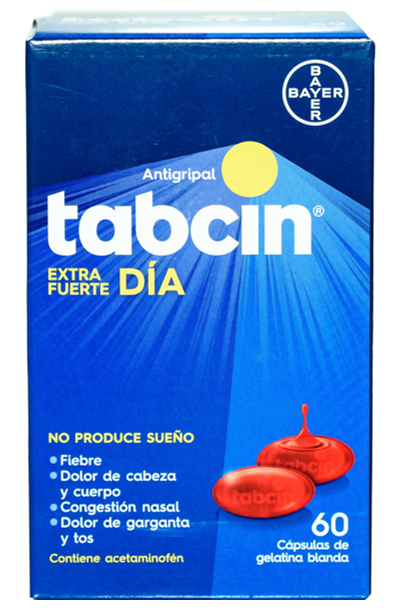 BAYER
BAYER
Antigripal
tabcin®
EXTRA
FUERTE DÍA
NO PRODUCE SUEÑO
• Fiebre
• Dolor de cabeza
y cuerpo
• Congestión nasal
• Dolor de garganta
y tos
Contiene acetaminofén
tabcin
60
Cápsulas de
gelatina blanda